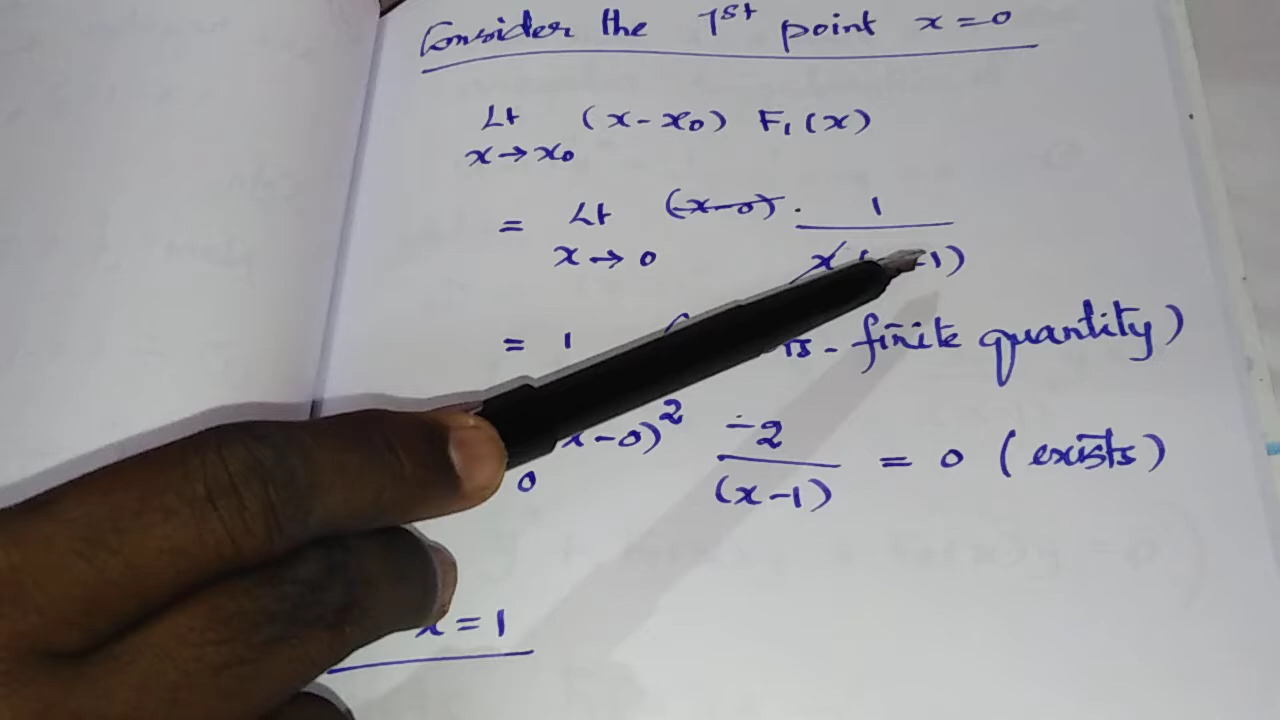 Consider the 1st point x=0
Lt (x-x₀) F₁(x)
x→x₀
= Lt (x-0) . 1
x→0 x -1)
= 1 ( finite quantity)
x-0)² -2 = 0 (exists)
0 (x-1)
x=1